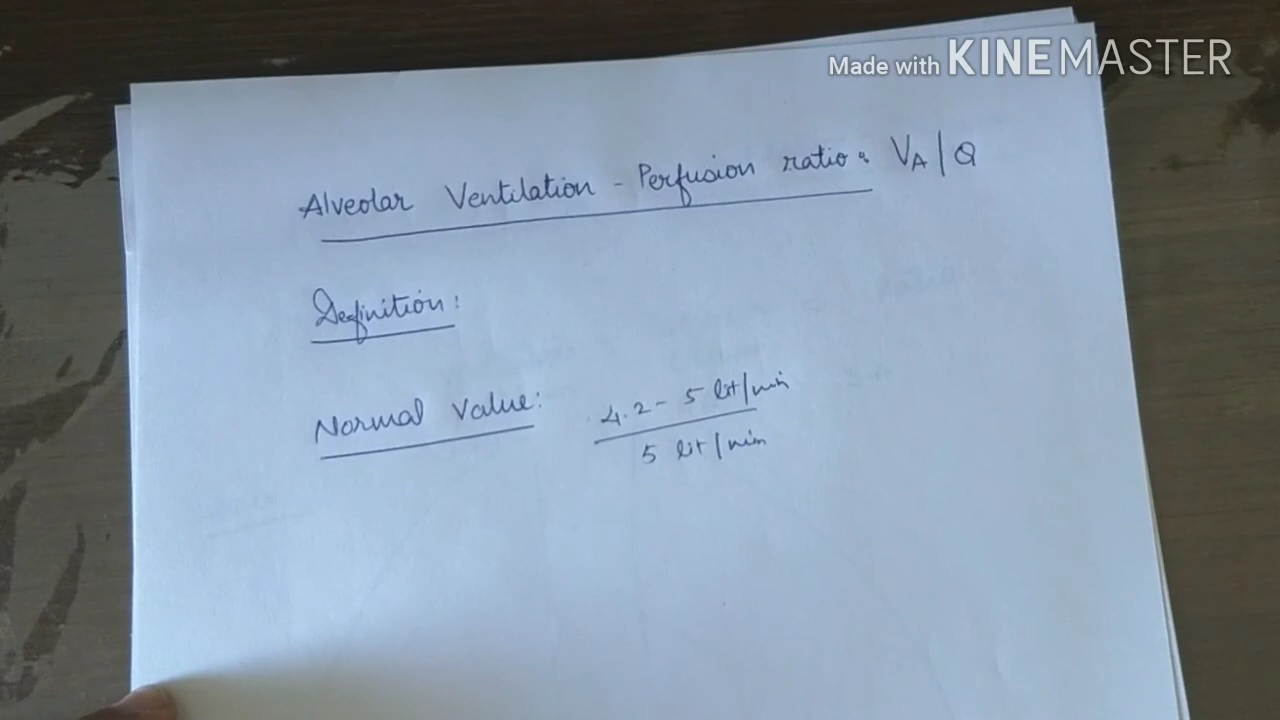 Made with KINEMASTER
Alveolar Ventilation - Perfusion ratio: VA/Q
Definition:
Normal Value: 4.2 - 5 lit/min
5 lit/min